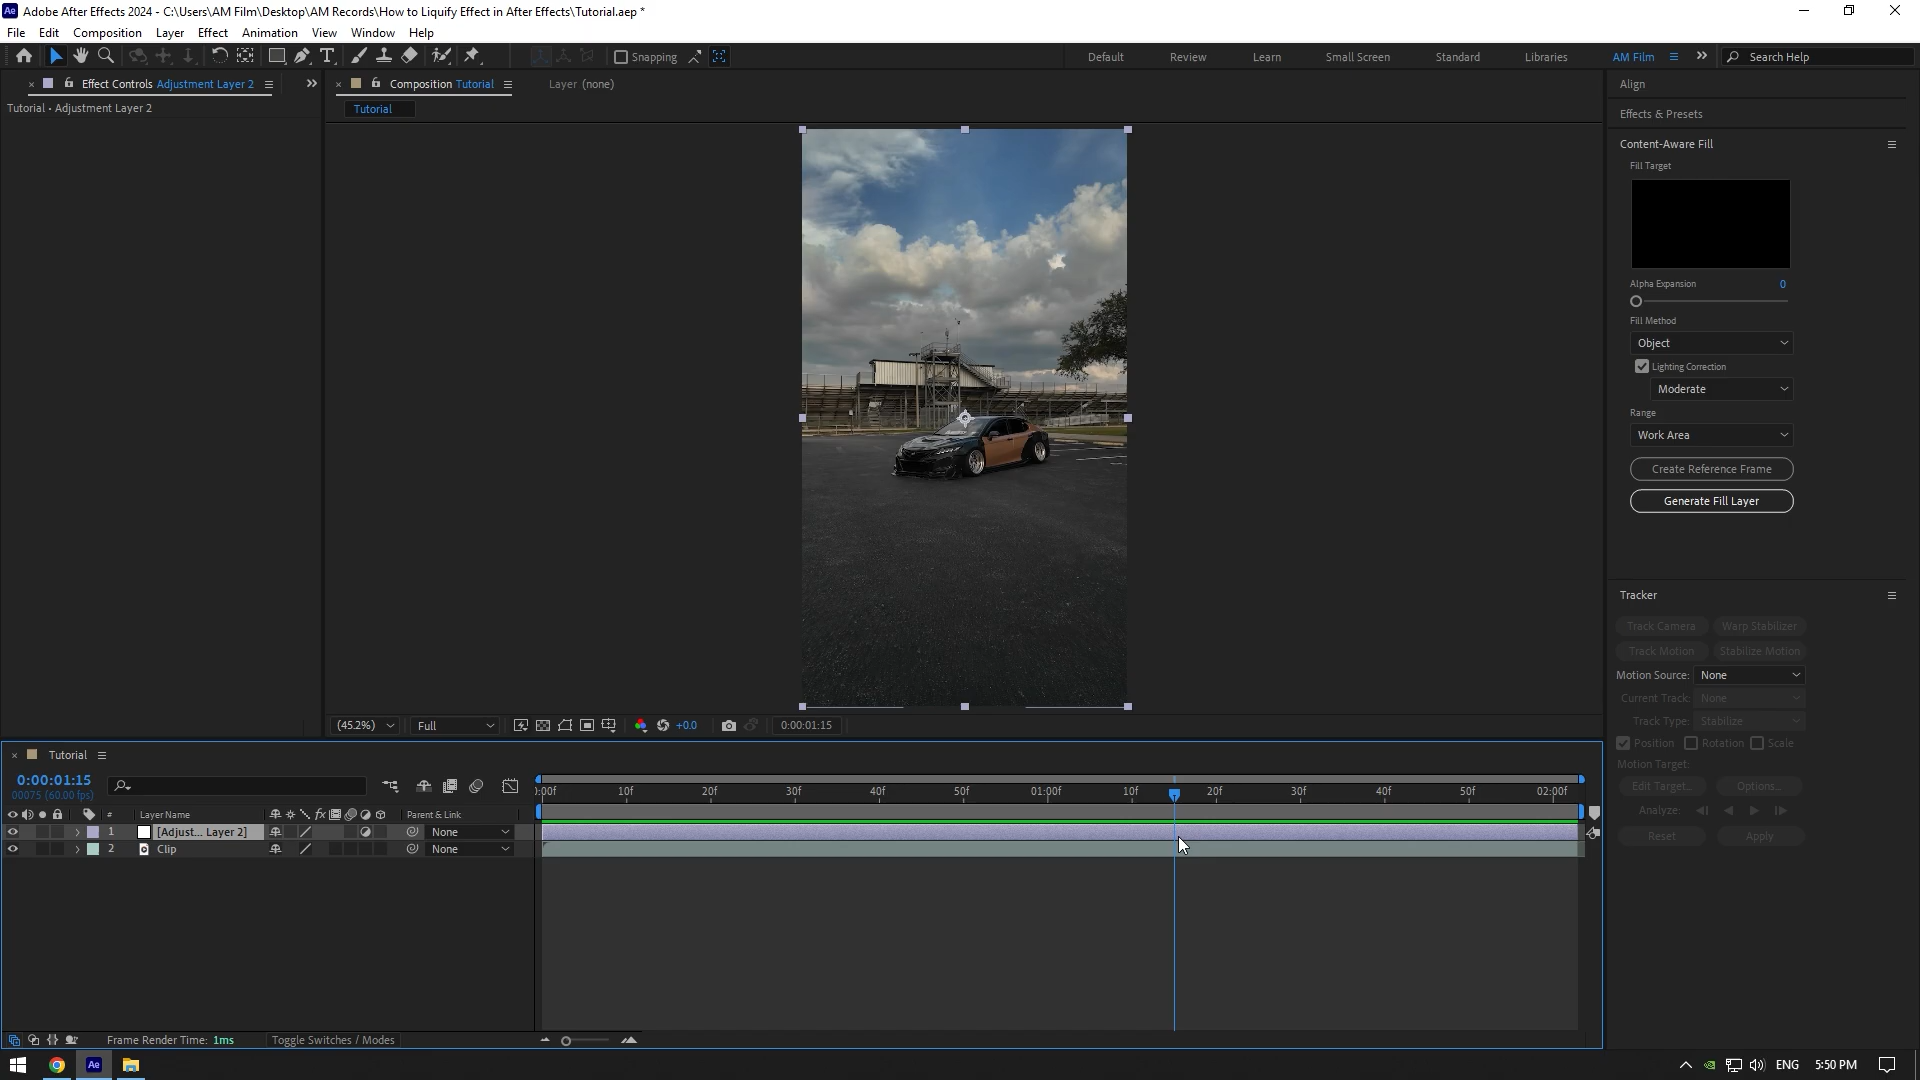 Ae Adobe After Effects 2024 - C:\Users\AM Film\Desktop\AM Records\How to Liquify Effect in After Effects\Tutorial.aep *
File Edit Composition Layer Effect Animation View Window Help
Snapping Default Review Learn Small Screen Standard Libraries AM Film Search Help
Effect Controls Adjustment Layer 2
Tutorial • Adjustment Layer 2
Composition Tutorial Layer (none)
Tutorial
(45.2%) Full +0.0 0:00:01:15
Align
Effects & Presets
Content-Aware Fill
Fill Target
Alpha Expansion 0
Fill Method
Object
Lighting Correction
Moderate
Range
Work Area
Create Reference Frame
Generate Fill Layer
Tracker
Track Camera Warp Stabilizer
Track Motion Stabilize Motion
Motion Source: None
Current Track: None
Track Type: Stabilize
Position Rotation Scale
Motion Target:
Edit Target... Options...
Analyze:
Reset Apply
Tutorial
0:00:01:15
00075 (60.00 fps)
:00f 10f 20f 30f 40f 50f 01:00f 10f 20f 30f 40f 50f 02:00f
# Layer Name fx Parent & Link
1 [Adjust... Layer 2] None
2 Clip None
Frame Render Time: 1ms Toggle Switches / Modes
Ae ENG 5:50 PM